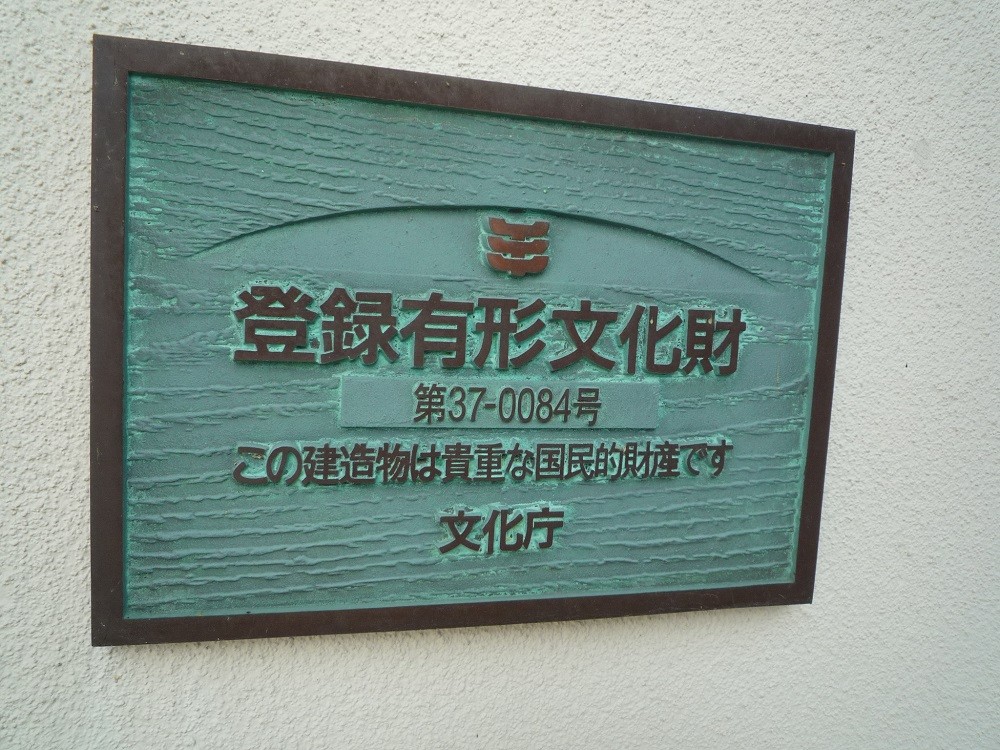 登録有形文化財
第37-0084号
この建造物は貴重な国民的財産です
文化庁